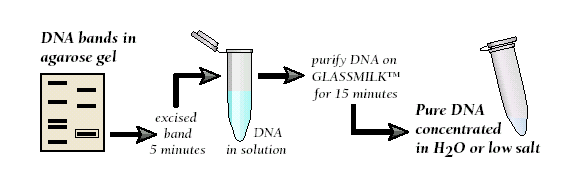 DNA bands in
agarose gel
excised
band
5 minutes
DNA
in solution
purify DNA on
GLASSMILK™
for 15 minutes
Pure DNA
concentrated
in H2O or low salt